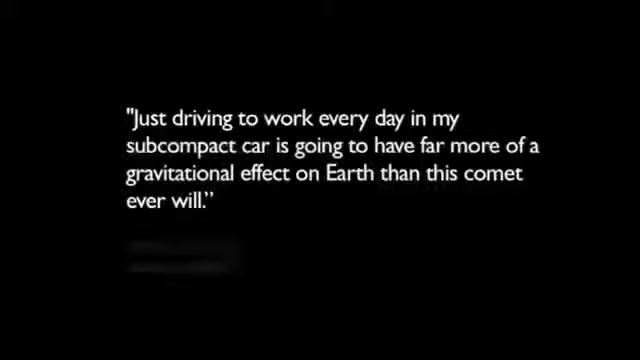 "Just driving to work every day in my
subcompact car is going to have far more of a
gravitational effect on Earth than this comet
ever will.”